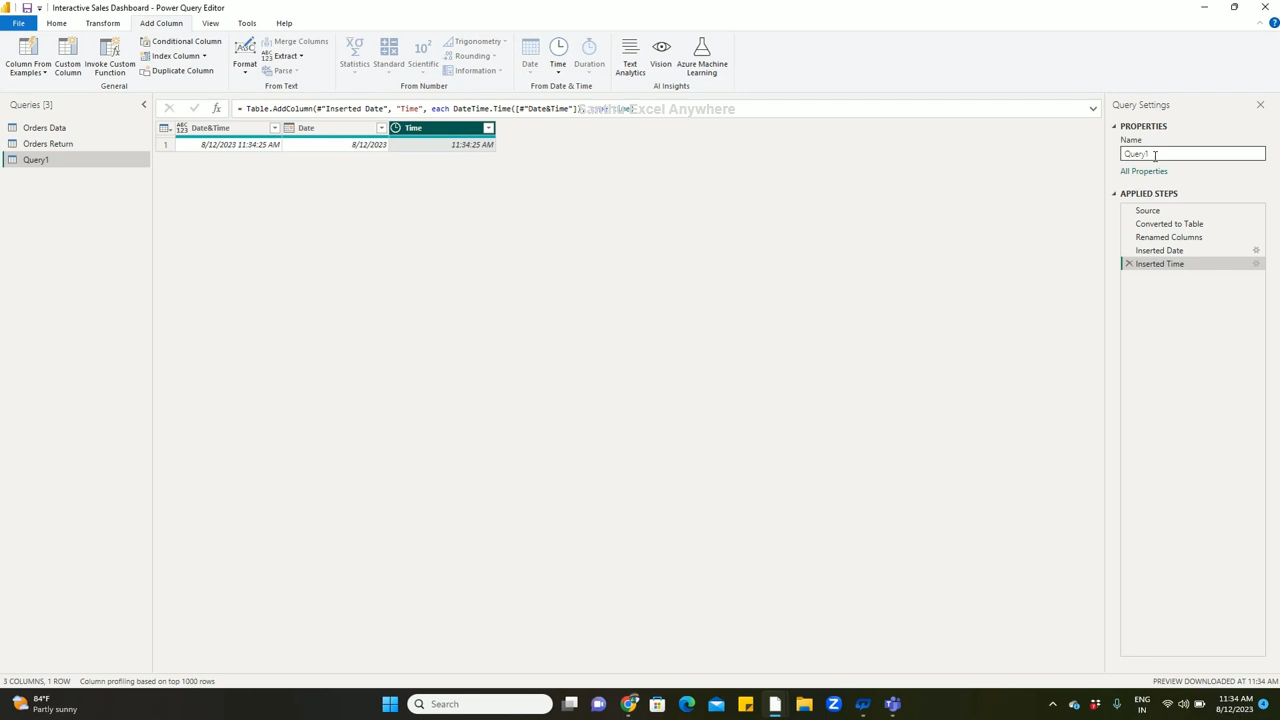 Interactive Sales Dashboard - Power Query Editor
File Home Transform Add Column View Tools Help
Column From Examples
Custom Column
Invoke Custom Function
Conditional Column
Index Column
Duplicate Column
General
Format
Merge Columns
Extract
Parse
From Text
Statistics
Standard
Scientific
Trigonometry
Rounding
Information
From Number
Date
Time
Duration
From Date & Time
Text Analytics
Vision
Azure Machine Learning
AI Insights
Queries [3]
Orders Data
Orders Return
Query1
= Table.AddColumn(#"Inserted Date", "Time", each DateTime.Time([#"Date&Time"]),
Excel Anywhere
Date&Time Date Time
1 8/12/2023 11:34:25 AM 8/12/2023 11:34:25 AM
Query Settings
PROPERTIES
Name
Query1
All Properties
APPLIED STEPS
Source
Converted to Table
Renamed Columns
Inserted Date
Inserted Time
3 COLUMNS, 1 ROW Column profiling based on top 1000 rows
PREVIEW DOWNLOADED AT 11:34 AM
84°F
Partly sunny
Search
ENG
IN
11:34 AM
8/12/2023